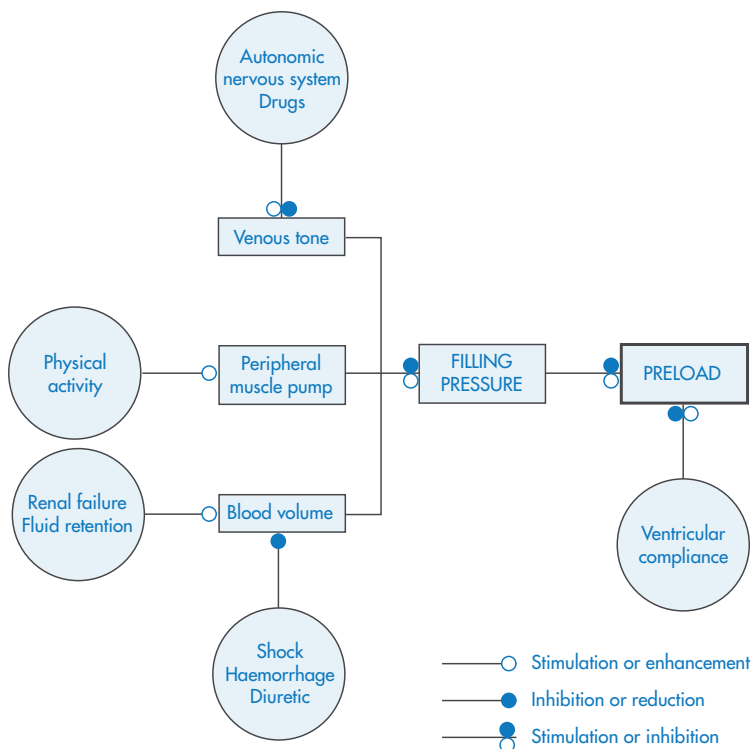 Autonomic
nervous system
Drugs
Venous tone
Physical
activity
Peripheral
muscle pump
FILLING
PRESSURE
PRELOAD
Renal failure
Fluid retention
Blood volume
Ventricular
compliance
Shock
Haemorrhage
Diuretic
Stimulation or enhancement
Inhibition or reduction
Stimulation or inhibition